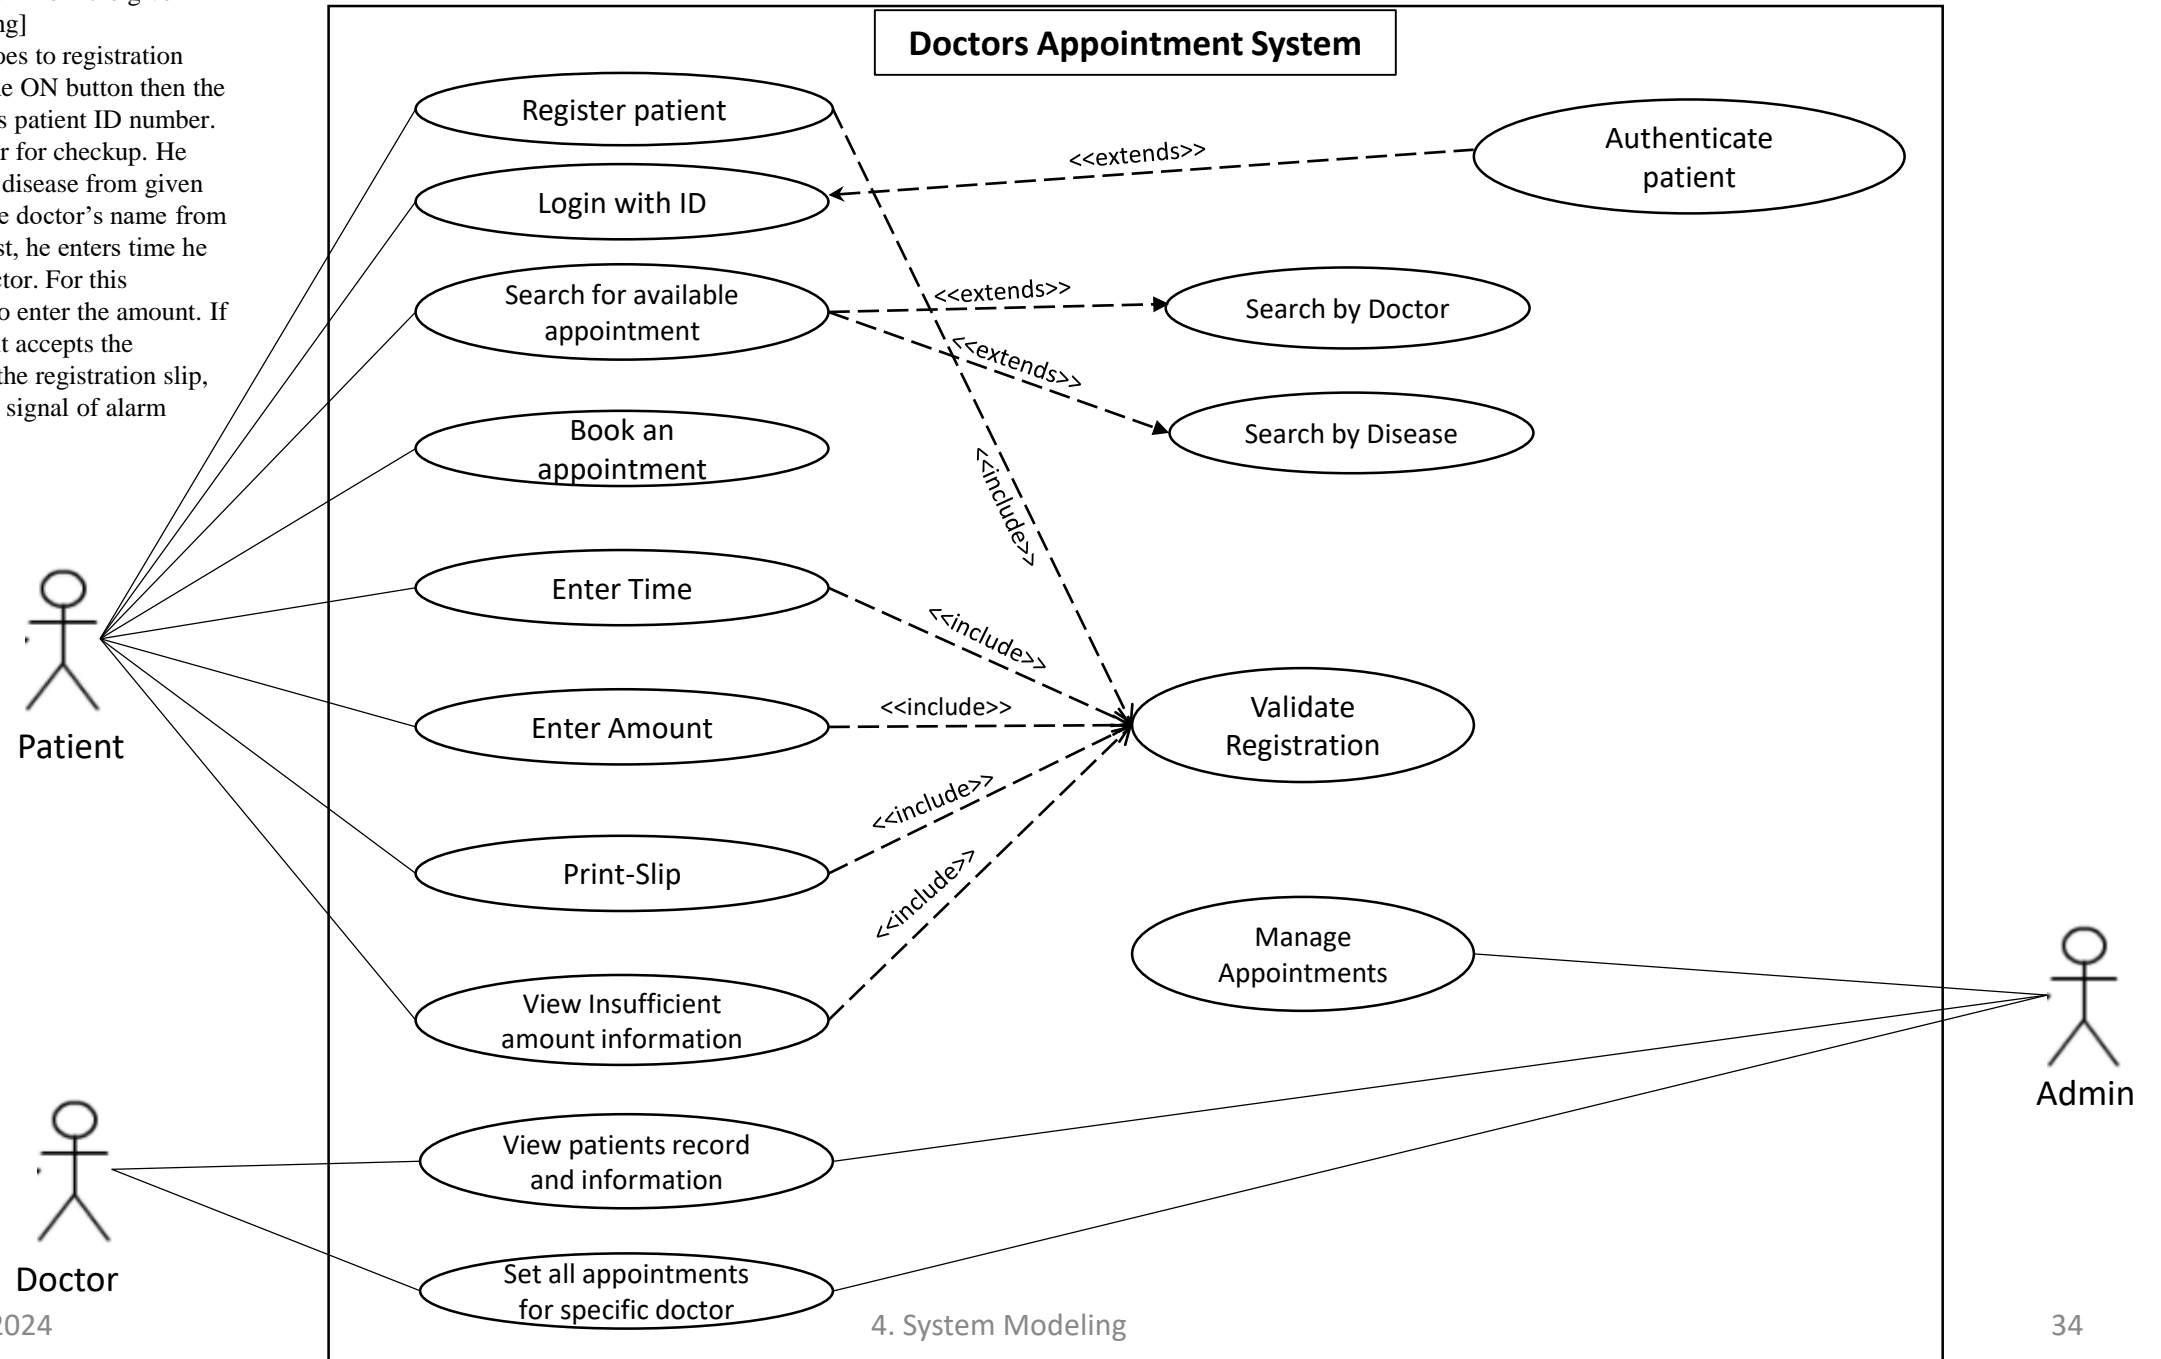 ng]
oes to registration
e ON button then the
s patient ID number.
r for checkup. He
disease from given
e doctor's name from
st, he enters time he
ctor. For this
o enter the amount. If
it accepts the
the registration slip,
signal of alarm
Doctors Appointment System
Register patient
Authenticate
patient
<<extends>>
Login with ID
Search for available
appointment
<<extends>>
Search by Doctor
<<extends>>
Search by Disease
Book an
appointment
<<include>>
Enter Time
<<include>>
Enter Amount
<<include>>
Validate
Registration
Patient
Print-Slip
<<include>>
<<include>>
View Insufficient
amount information
Manage
Appointments
Admin
View patients record
and information
Doctor
Set all appointments
for specific doctor
2024
4. System Modeling
34